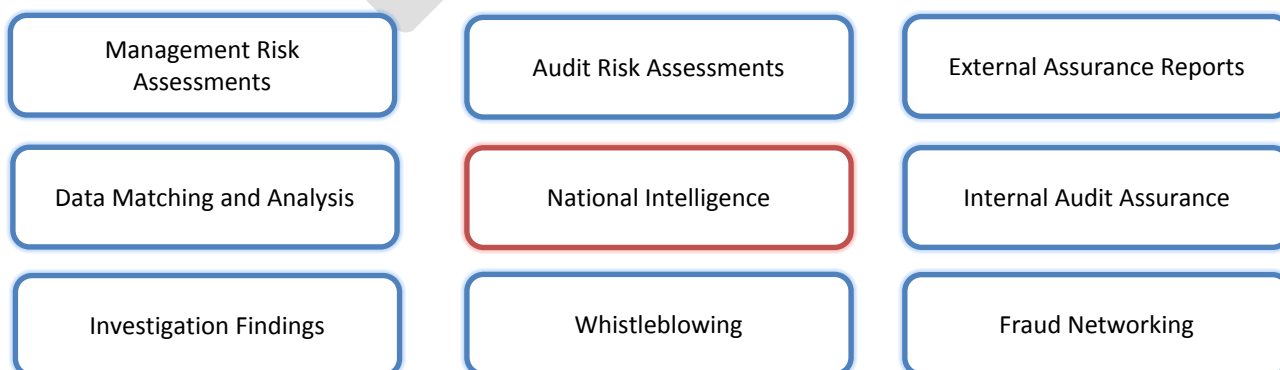 Management Risk
Assessments
Audit Risk Assessments
External Assurance Reports
Data Matching and Analysis
National Intelligence
Internal Audit Assurance
Investigation Findings
Whistleblowing
Fraud Networking